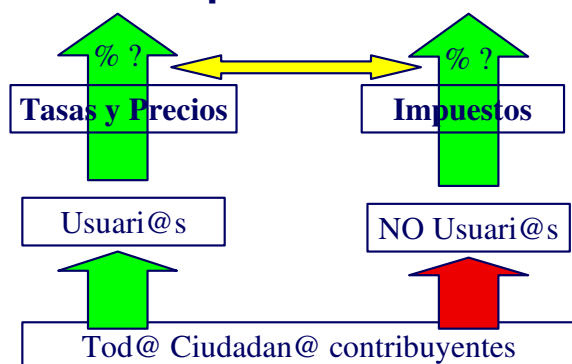 % ?
% ?
Tasas y Precios
Impuestos
Usuari@s
NO Usuari@s
Tod@ Ciudadan@ contribuyentes